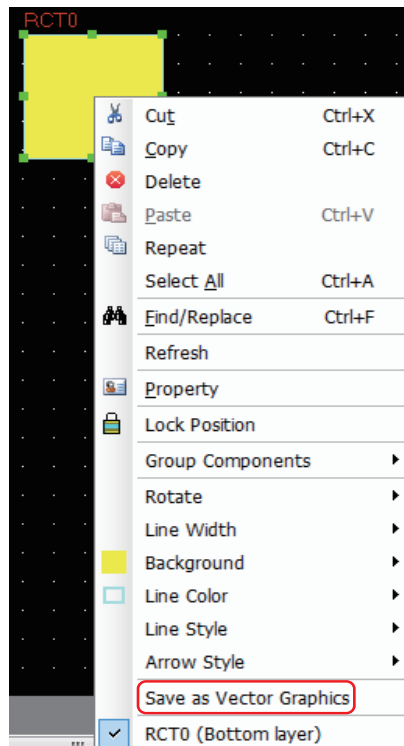 RCT0
Cut Ctrl+X
Copy Ctrl+C
Delete
Paste Ctrl+V
Repeat
Select All Ctrl+A
Find/Replace Ctrl+F
Refresh
Property
Lock Position
Group Components
Rotate
Line Width
Background
Line Color
Line Style
Arrow Style
Save as Vector Graphics
RCT0 (Bottom layer)